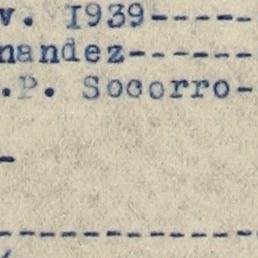 v. 1939-----
nandez------
.P. Socorro-
-
------------